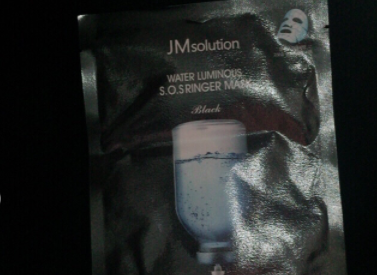 JMsolution
WATER LUMINOUS
S.O.S RINGER MASK
Black